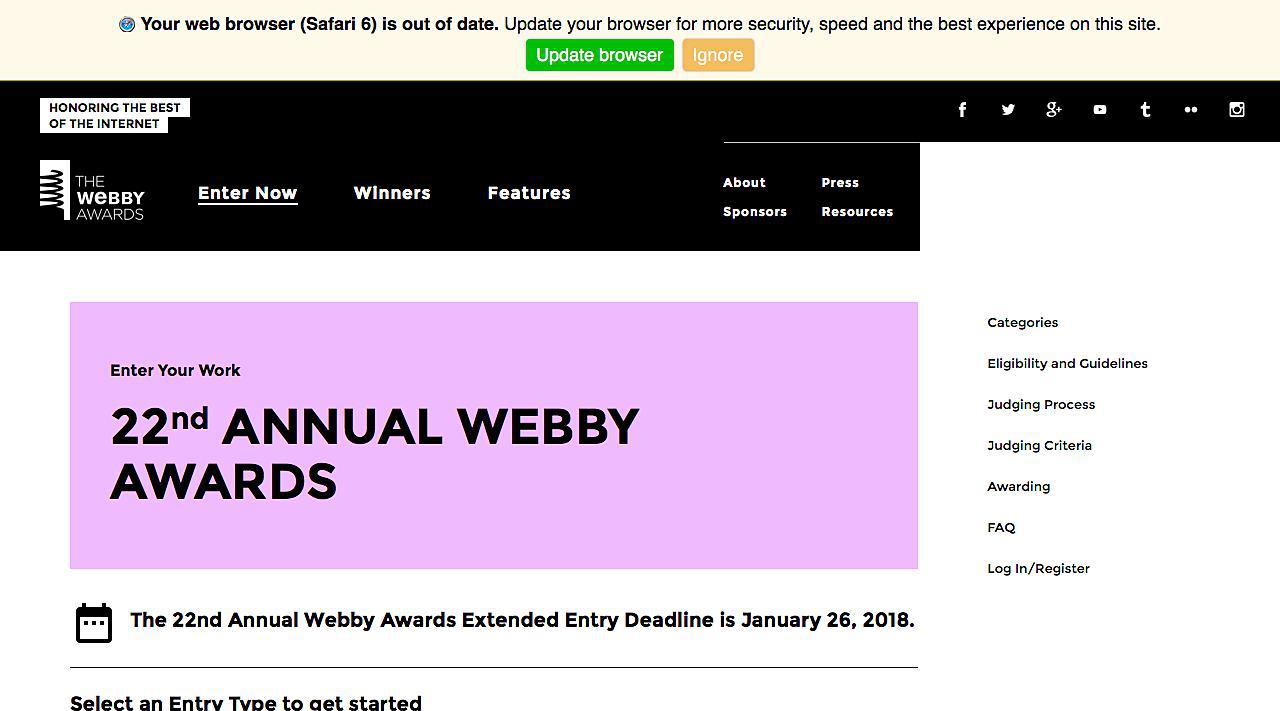 Your web browser (Safari 6) is out of date. Update your browser for more security, speed and the best experience on this site.
Update browser Ignore
HONORING THE BEST
OF THE INTERNET
THE
WEBBY
AWARDS
Enter Now Winners Features
About Press
Sponsors Resources
Enter Your Work
22nd ANNUAL WEBBY
AWARDS
The 22nd Annual Webby Awards Extended Entry Deadline is January 26, 2018.
Select an Entry Type to get started
Categories
Eligibility and Guidelines
Judging Process
Judging Criteria
Awarding
FAQ
Log In/Register